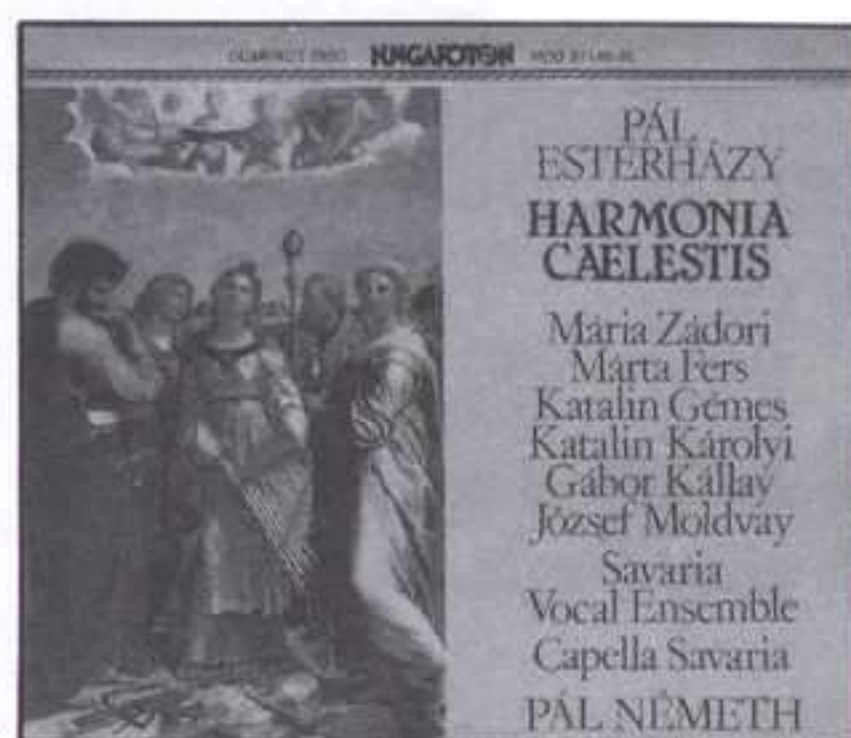 HUNGAROTON
PÁL
ESTERHÁZY
HARMONIA
CAELESTIS
Mária Zádori
Márta Fers
Katalin Gémes
Katalin Károlyi
Gábor Kállay
József Moldvay
Savaria
Vocal Ensemble
Capella Savaria
PÁL NÉMETH